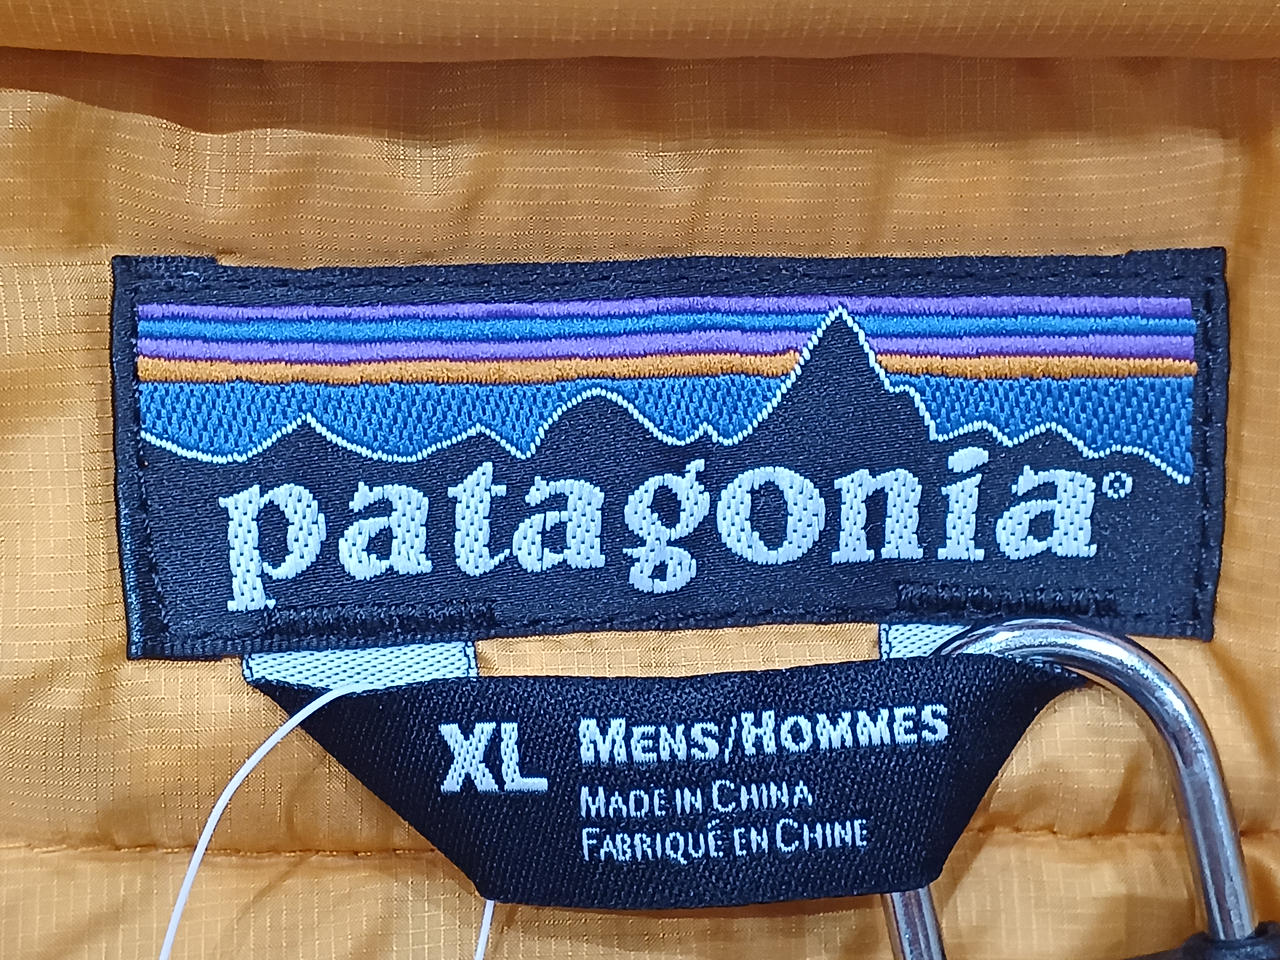 patagonia®
XL MENS/HOMMES
MADE IN CHINA
FABRIQUÉ EN CHINE